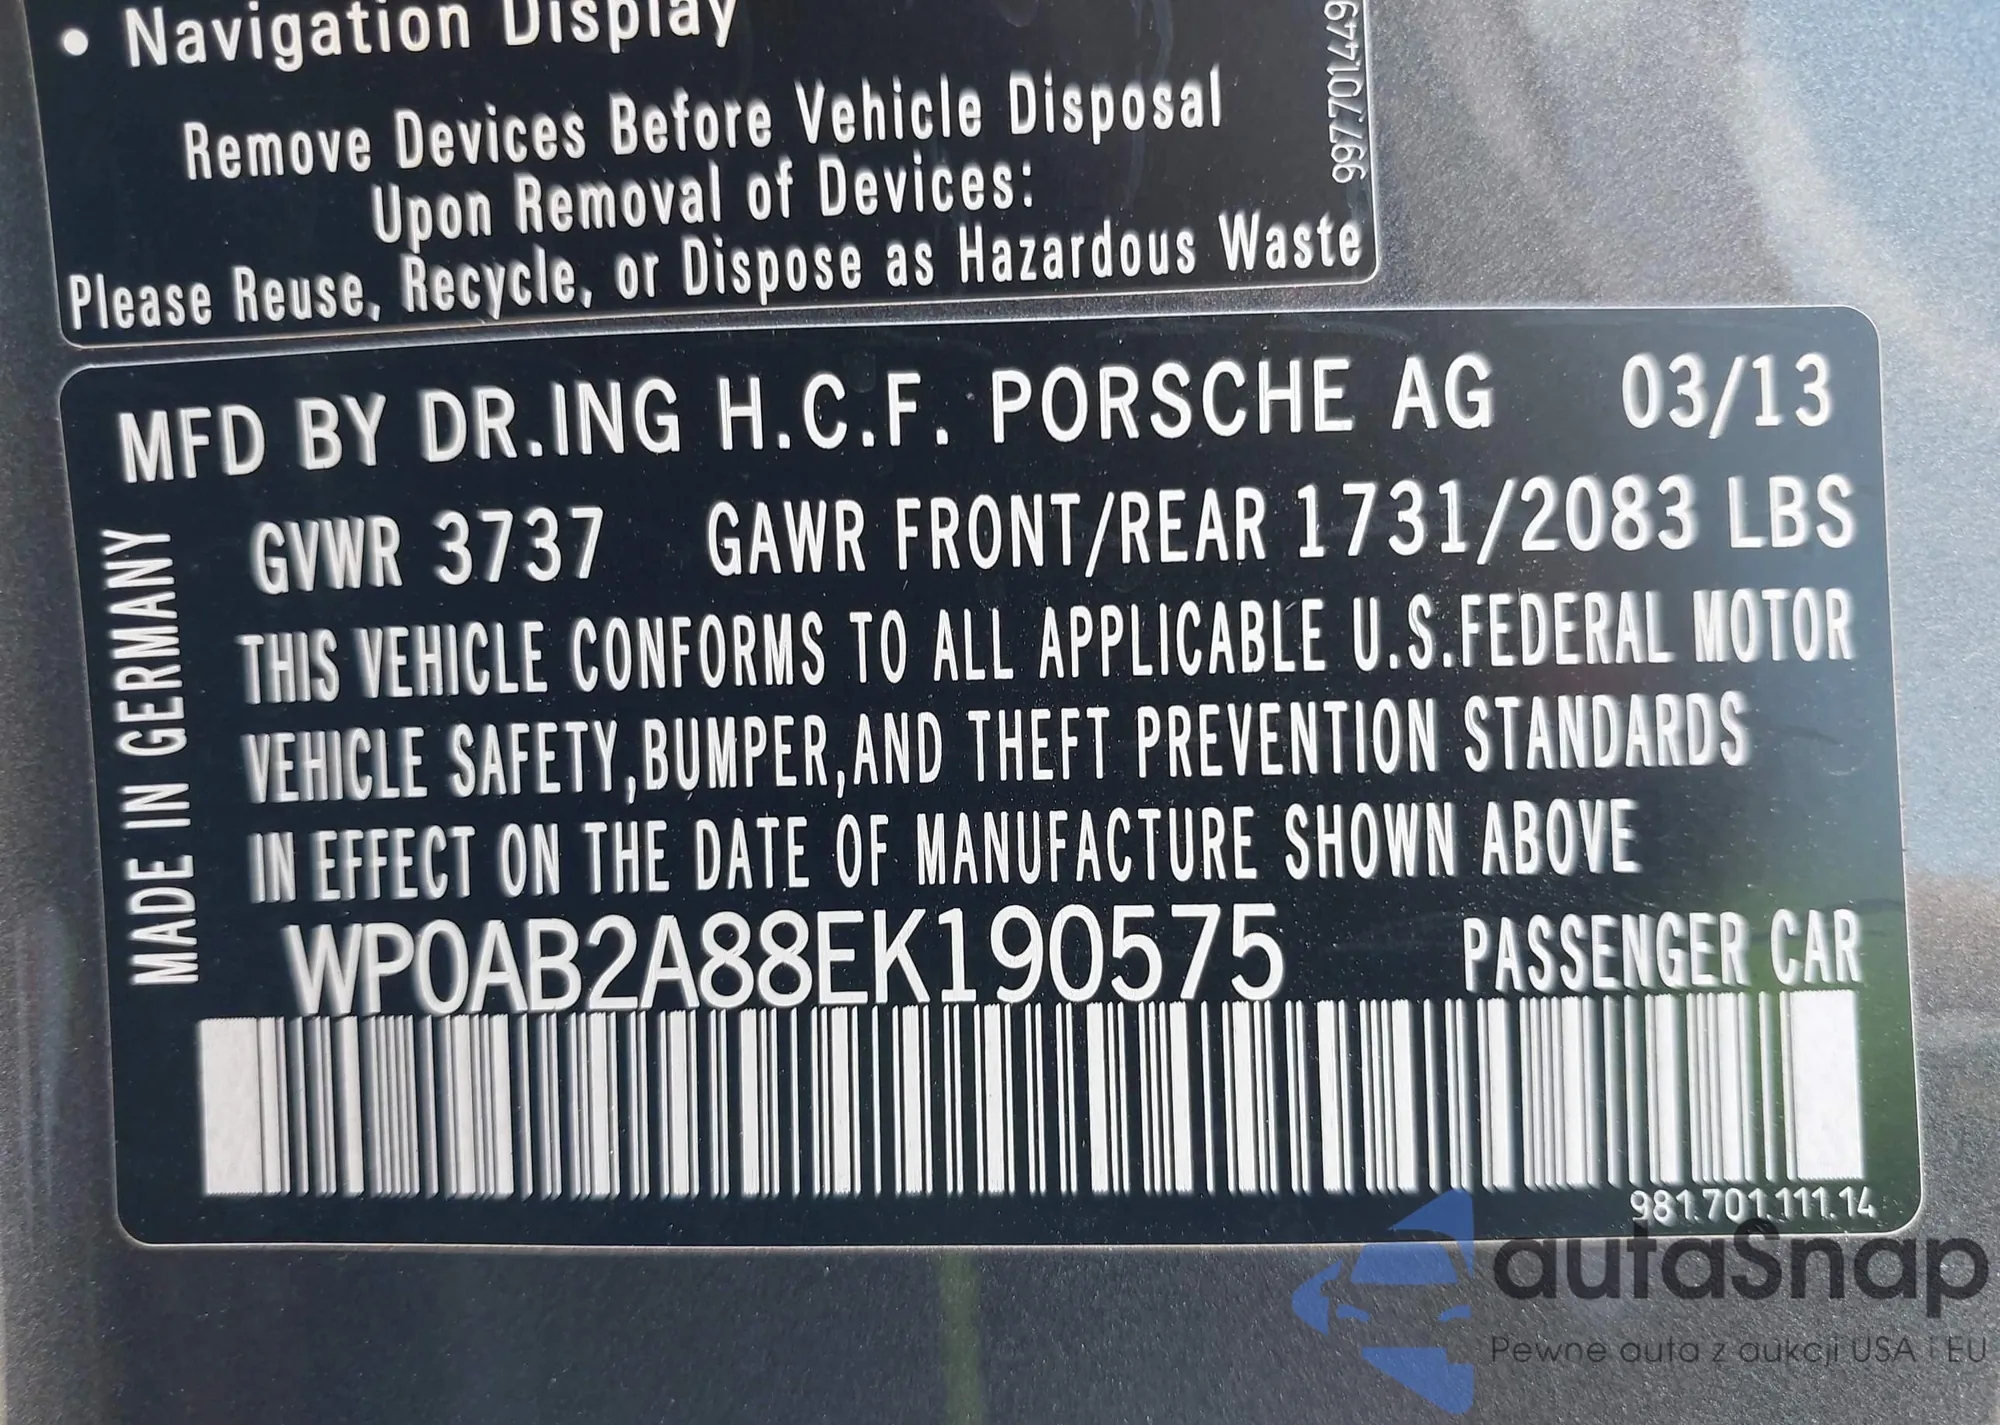 • Navigation Display
Remove Devices Before Vehicle Disposal
Upon Removal of Devices:
Please Reuse, Recycle, or Dispose as Hazardous Waste
99770144​9
MFD BY DR.ING H.C.F. PORSCHE AG 03/13
GVWR 3737 GAWR FRONT/REAR 1731/2083 LBS
THIS VEHICLE CONFORMS TO ALL APPLICABLE U.S.FEDERAL MOTOR
VEHICLE SAFETY,BUMPER,AND THEFT PREVENTION STANDARDS
IN EFFECT ON THE DATE OF MANUFACTURE SHOWN ABOVE
MADE IN GERMANY
WP0AB2A88EK190575 PASSENGER CAR
981.701.111.14
autaSnap
Pewne auta z aukcji USA i EU